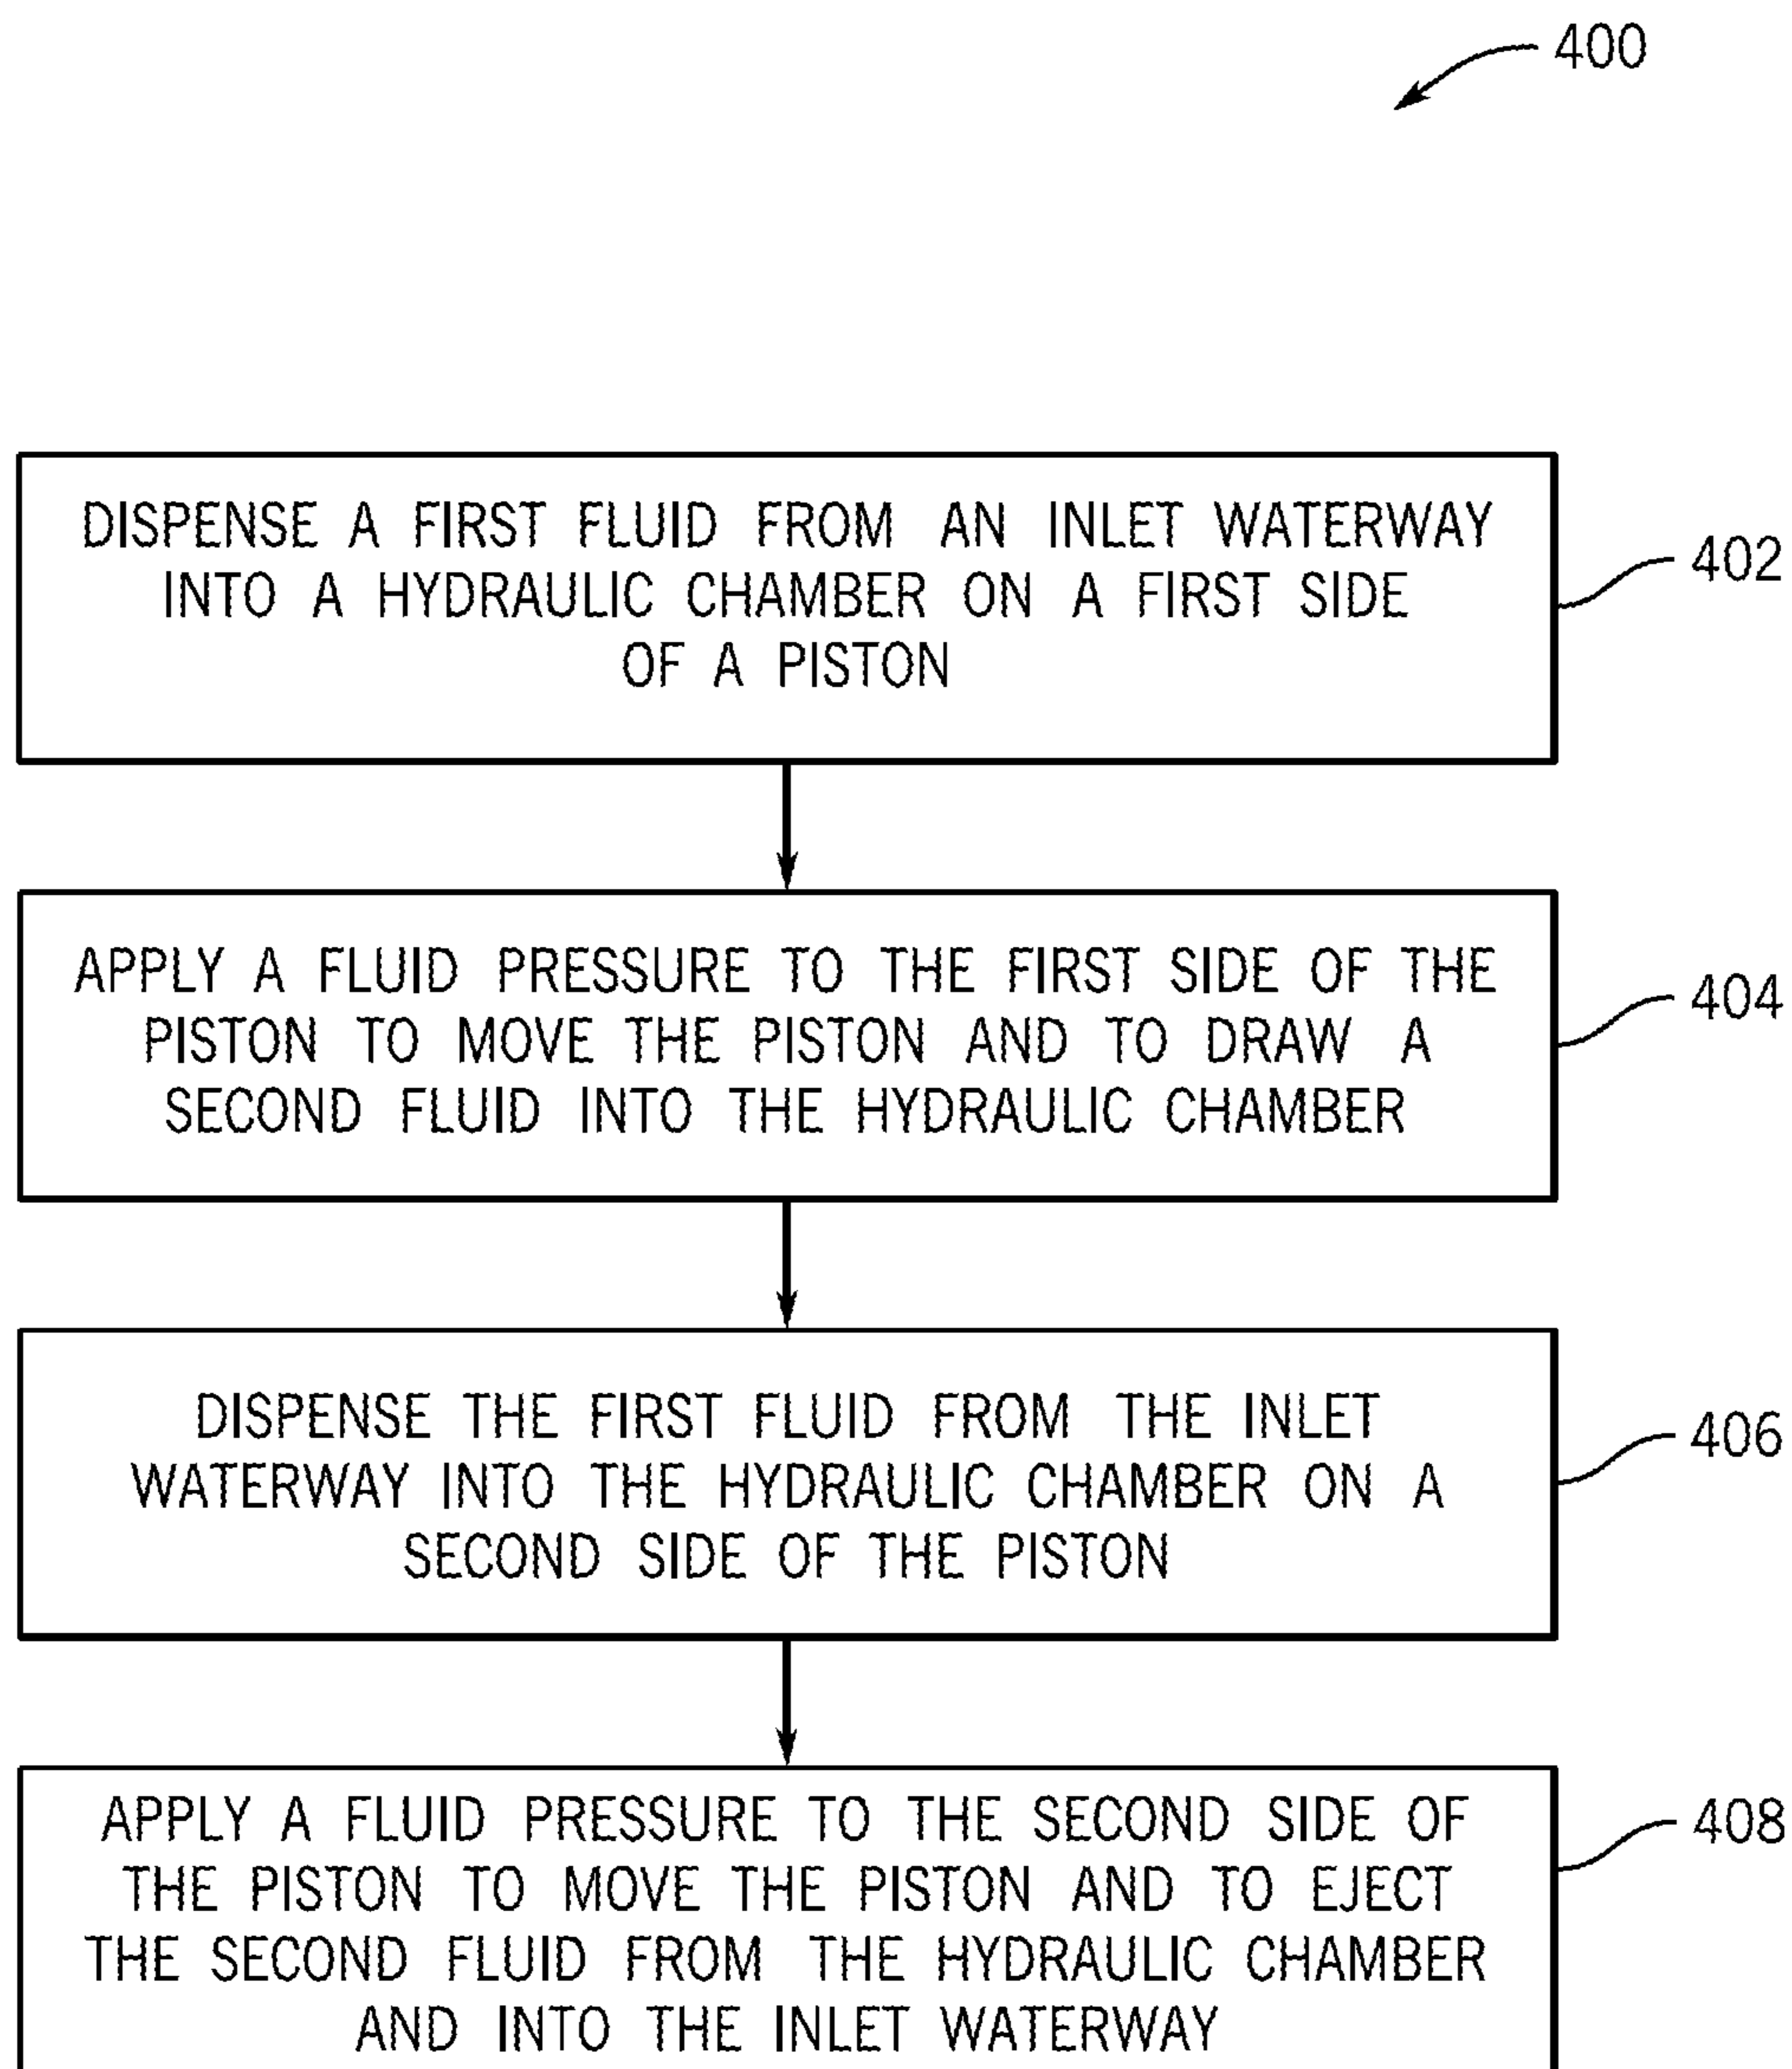 400
DISPENSE A FIRST FLUID FROM AN INLET WATERWAY
INTO A HYDRAULIC CHAMBER ON A FIRST SIDE
OF A PISTON
402
APPLY A FLUID PRESSURE TO THE FIRST SIDE OF THE
PISTON TO MOVE THE PISTON AND TO DRAW A
SECOND FLUID INTO THE HYDRAULIC CHAMBER
404
DISPENSE THE FIRST FLUID FROM THE INLET
WATERWAY INTO THE HYDRAULIC CHAMBER ON A
SECOND SIDE OF THE PISTON
406
APPLY A FLUID PRESSURE TO THE SECOND SIDE OF
THE PISTON TO MOVE THE PISTON AND TO EJECT
THE SECOND FLUID FROM THE HYDRAULIC CHAMBER
AND INTO THE INLET WATERWAY
408